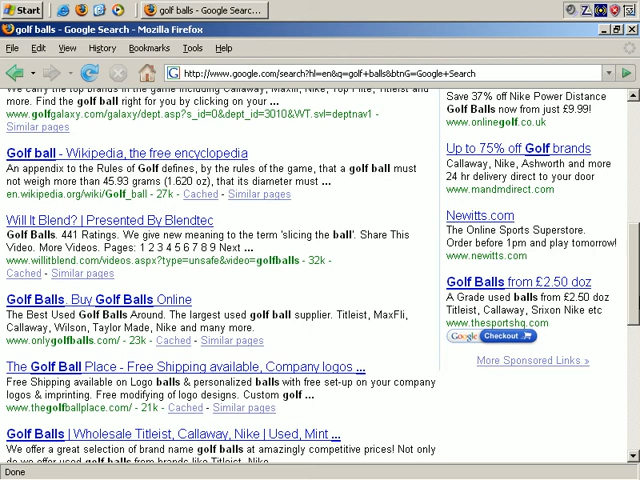 Start
golf balls - Google Searc...
golf balls - Google Search - Mozilla Firefox
File Edit View History Bookmarks Tools Help
http://www.google.com/search?hl=en&q=golf+balls&btnG=Google+Search
We carry the top brands in the game including Callaway, Maxfli, Nike, Top Flite, Titleist and
more. Find the golf ball right for you by clicking on your ...
www.golfgalaxy.com/galaxy/dept.asp?s_id=0&dept_id=3010&WT.svl=deptnav1 -
Similar pages
Golf ball - Wikipedia, the free encyclopedia
An appendix to the Rules of Golf defines, by the rules of the game, that a golf ball must
not weigh more than 45.93 grams (1.620 oz), that its diameter must ...
en.wikipedia.org/wiki/Golf_ball - 27k - Cached - Similar pages
Will It Blend? | Presented By Blendtec
Golf Balls. 441 Ratings. We give new meaning to the term 'slicing the ball'. Share This
Video. More Videos. Pages: 1 2 3 4 5 6 7 8 9 Next ...
www.willitblend.com/videos.aspx?type=unsafe&video=golfballs - 32k -
Cached - Similar pages
Golf Balls. Buy Golf Balls Online
The Best Used Golf Balls Around. The largest used golf ball supplier. Titleist, MaxFli,
Callaway, Wilson, Taylor Made, Nike and many more.
www.onlygolfballs.com/ - 23k - Cached - Similar pages
The Golf Ball Place - Free Shipping available, Company logos ...
Free Shipping available on Logo balls & personalized balls with free set-up on your company
logos & imprinting. Free modifying of logo designs. Custom golf ...
www.thegolfballplace.com/ - 21k - Cached - Similar pages
Golf Balls | Wholesale Titleist, Callaway, Nike | Used, Mint ...
We offer a great selection of brand name golf balls at amazingly competitive prices! Not only
do we offer used golf balls from brands like Titleist, Nike,
Save 37% off Nike Power Distance
Golf Balls now from just £9.99!
www.onlinegolf.co.uk
Up to 75% off Golf brands
Callaway, Nike, Ashworth and more
24 hr delivery direct to your door
www.mandmdirect.com
Newitts.com
The Online Sports Superstore.
Order before 1pm and play tomorrow!
www.newitts.com
Golf Balls from £2.50 doz
A Grade used balls from £2.50 doz
Titleist, Callaway, Srixon Nike etc
www.thesportshq.com
Google Checkout
More Sponsored Links »
Done